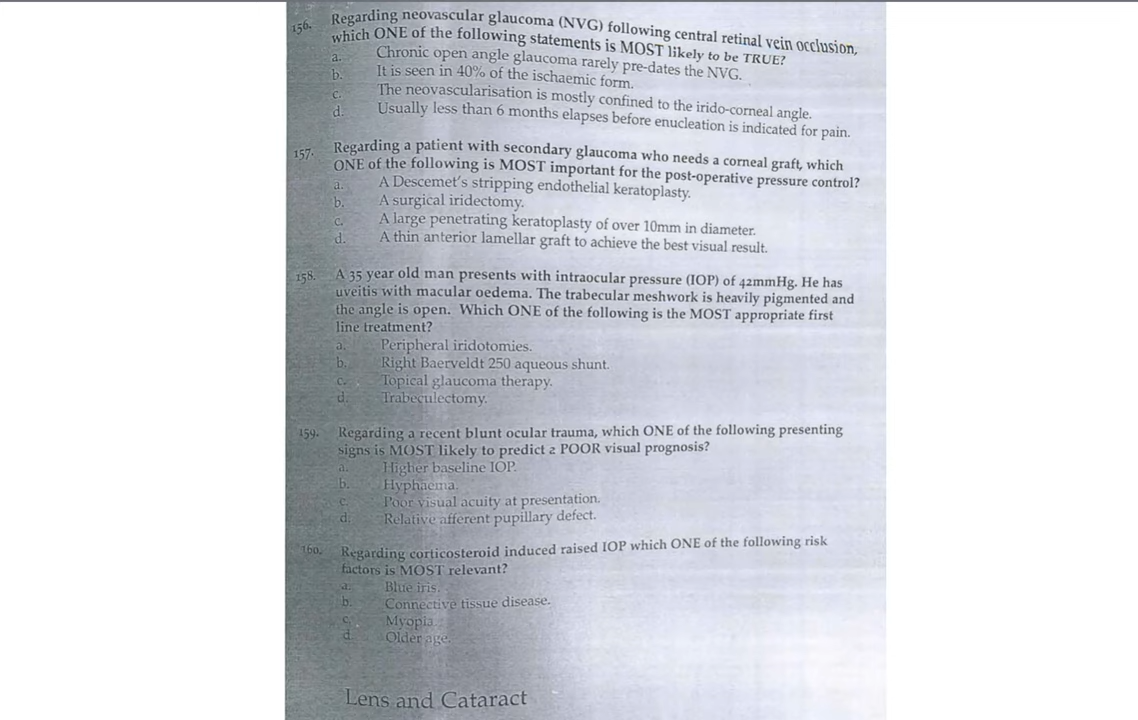 156. Regarding neovascular glaucoma (NVG) following central retinal vein occlusion,
which ONE of the following statements is MOST likely to be TRUE?
a. Chronic open angle glaucoma rarely pre-dates the NVG.
b. It is seen in 40% of the ischaemic form.
c. The neovascularisation is mostly confined to the irido-corneal angle.
d. Usually less than 6 months elapses before enucleation is indicated for pain.
157. Regarding a patient with secondary glaucoma who needs a corneal graft, which
ONE of the following is MOST important for the post-operative pressure control?
a. A Descemet's stripping endothelial keratoplasty.
b. A surgical iridectomy.
c. A large penetrating keratoplasty of over 10mm in diameter.
d. A thin anterior lamellar graft to achieve the best visual result.
158. A 35 year old man presents with intraocular pressure (IOP) of 42mmHg. He has
uveitis with macular oedema. The trabecular meshwork is heavily pigmented and
the angle is open. Which ONE of the following is the MOST appropriate first
line treatment?
a. Peripheral iridotomies.
b. Right Baerveldt 250 aqueous shunt.
c. Topical glaucoma therapy.
d. Trabeculectomy.
159. Regarding a recent blunt ocular trauma, which ONE of the following presenting
signs is MOST likely to predict a POOR visual prognosis?
a. Higher baseline IOP.
b. Hyphaema.
c. Poor visual acuity at presentation.
d. Relative afferent pupillary defect.
160. Regarding corticosteroid induced raised IOP which ONE of the following risk
factors is MOST relevant?
a. Blue iris.
b. Connective tissue disease.
c. Myopia.
d. Older age.
Lens and Cataract